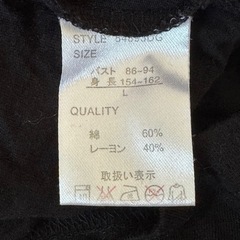 STYLE
SIZE
バスト 86-94
身長 154-162
L
QUALITY
綿 60%
レーヨン 40%
取扱い表示